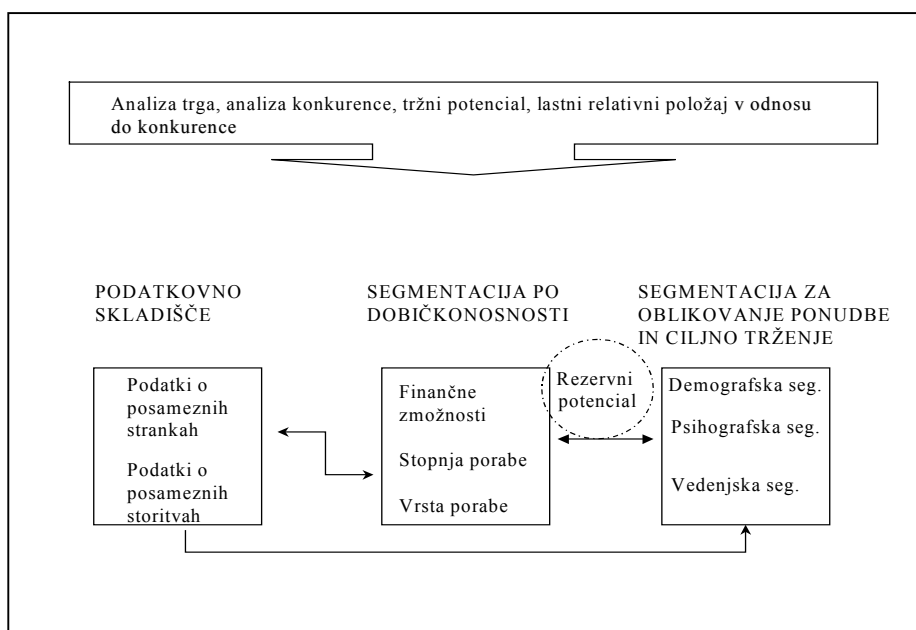 Analiza trga, analiza konkurence, tržni potencial, lastni relativni položaj v odnosu
do konkurence
PODATKOVNO
SKLADIŠČE
SEGMENTACIJA PO
DOBIČKONOSNOSTI
SEGMENTACIJA ZA
OBLIKOVANJE PONUDBE
IN CILJNO TRŽENJE
Podatki o
posameznih
strankah
Podatki o
posameznih
storitvah
Finančne
zmožnosti
Stopnja porabe
Vrsta porabe
Rezervni
potencial
Demografska seg.
Psihografska seg.
Vedenjska seg.